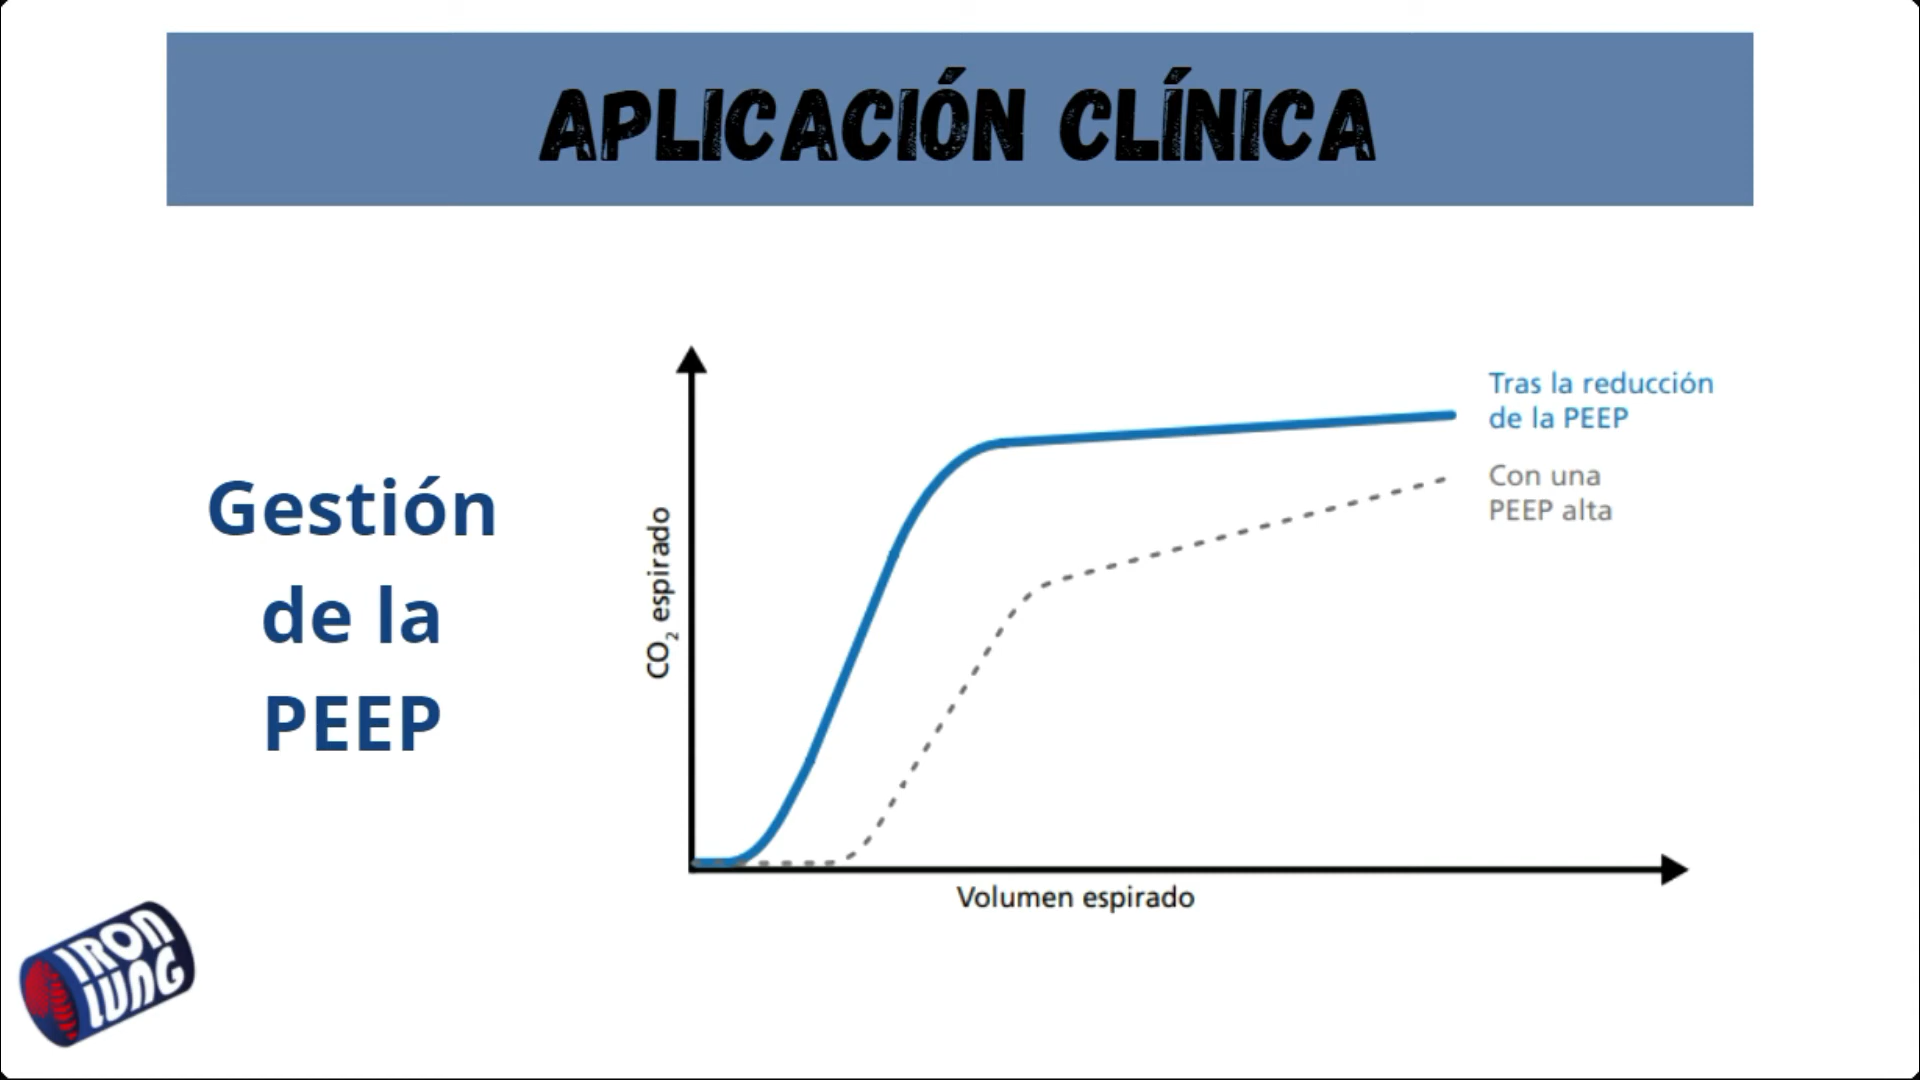 APLICACIÓN CLÍNICA
Gestión
de la
PEEP
CO₂ espirado
Tras la reducción
de la PEEP
Con una
PEEP alta
Volumen espirado
IRON
LUNG